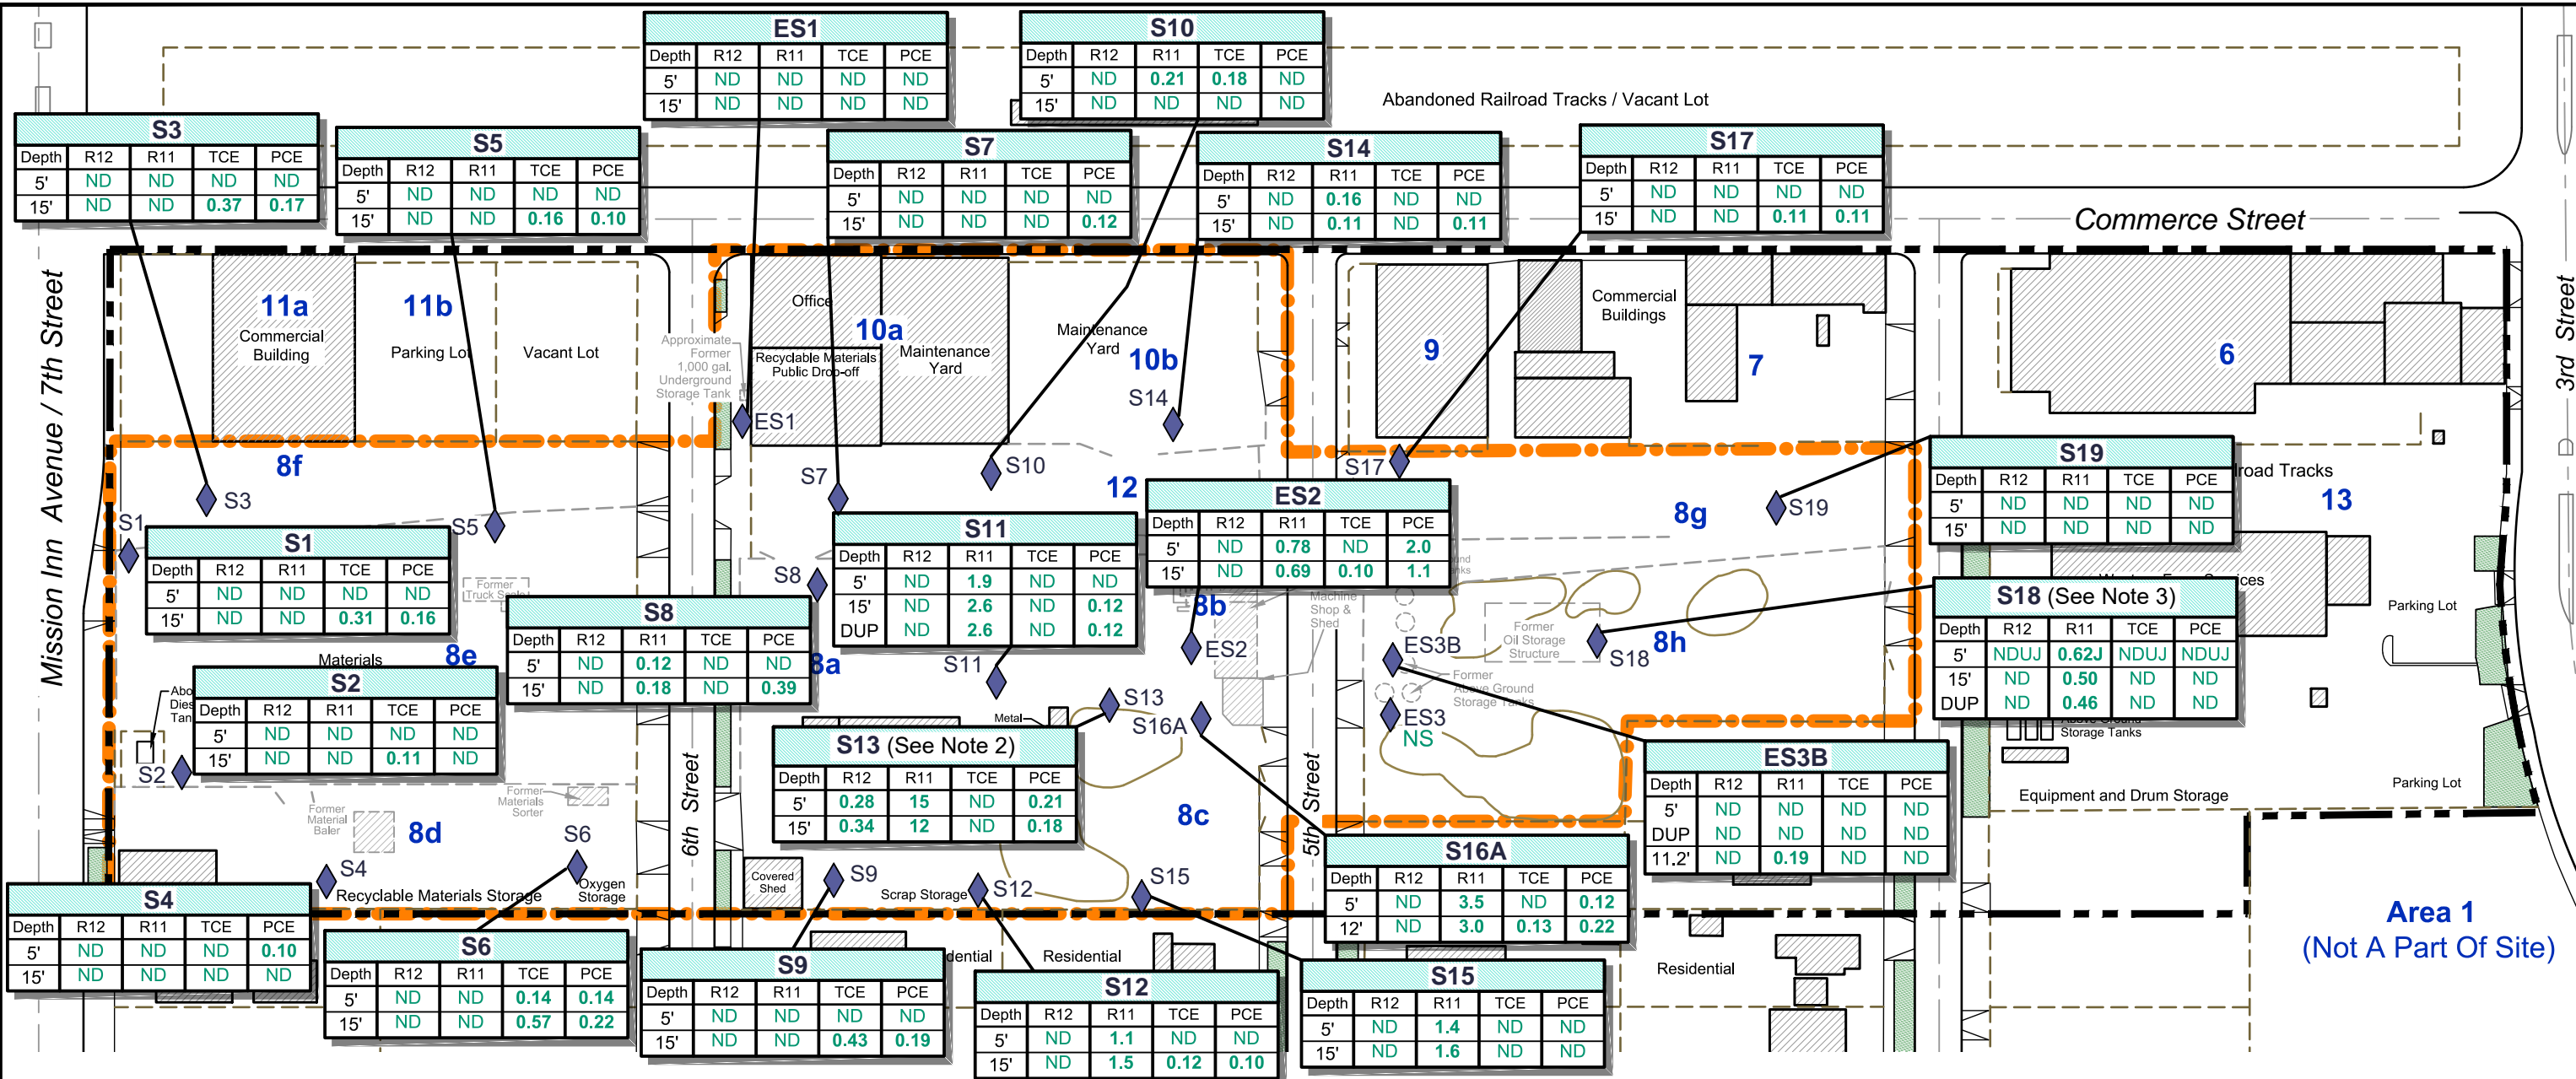 ES1
Depth R12 R11 TCE PCE
5' ND ND ND ND
15' ND ND ND ND
S10
Depth R12 R11 TCE PCE
5' ND 0.21 0.18 ND
15' ND ND ND ND
Abandoned Railroad Tracks / Vacant Lot
S3
Depth R12 R11 TCE PCE
5' ND ND ND ND
15' ND ND 0.37 0.17
S5
Depth R12 R11 TCE PCE
5' ND ND ND ND
15' ND ND 0.16 0.10
S7
Depth R12 R11 TCE PCE
5' ND ND ND ND
15' ND ND ND 0.12
S14
Depth R12 R11 TCE PCE
5' ND 0.16 ND ND
15' ND 0.11 ND 0.11
S17
Depth R12 R11 TCE PCE
5' ND ND ND ND
15' ND ND 0.11 0.11
Commerce Street
Mission Inn Avenue / 7th Street
3rd Street
11a
Commercial
Building
11b
Parking Lot
Vacant Lot
Approximate
Former
1,000 gal.
Underground
Storage Tank
Office
10a
Recyclable Materials
Public Drop-off
Maintenance
Yard
Maintenance
Yard
10b
S14
ES1
9
Commercial
Buildings
7
6
8f
S3
S1
S5
S7
S10
12
S17
8g
S19
S19
Depth R12 R11 TCE PCE
5' ND ND ND ND
15' ND ND ND ND
road Tracks
13
S1
Depth R12 R11 TCE PCE
5' ND ND ND ND
15' ND ND 0.31 0.16
Former
Truck Scale
S8
S11
Depth R12 R11 TCE PCE
5' ND 1.9 ND ND
15' ND 2.6 ND 0.12
DUP ND 2.6 ND 0.12
ES2
Depth R12 R11 TCE PCE
5' ND 0.78 ND 2.0
15' ND 0.69 0.10 1.1
S8
Depth R12 R11 TCE PCE
5' ND 0.12 ND ND
15' ND 0.18 ND 0.39
8a
8b
Machine
Shop &
Shed
ES2
Former
Oil Storage
Structure
S18
8h
S18 (See Note 3)
Depth R12 R11 TCE PCE
5' NDUJ 0.62J NDUJ NDUJ
15' ND 0.50 ND ND
DUP ND 0.46 ND ND
Parking Lot
Materials
8e
S2
Depth R12 R11 TCE PCE
5' ND ND ND ND
15' ND ND 0.11 ND
S2
S11
S13
S16A
Metal
ES3B
Former
Above Ground
Storage Tanks
ES3
NS
Above Ground
Storage Tanks
S13 (See Note 2)
Depth R12 R11 TCE PCE
5' 0.28 15 ND 0.21
15' 0.34 12 ND 0.18
ES3B
Depth R12 R11 TCE PCE
5' ND ND ND ND
DUP ND ND ND ND
11.2' ND 0.19 ND ND
Parking Lot
Equipment and Drum Storage
Former
Material
Baler
Former
Materials
Sorter
8d
6th Street
5th Street
8c
S16A
Depth R12 R11 TCE PCE
5' ND 3.5 ND 0.12
12' ND 3.0 0.13 0.22
S4
S6
Recyclable Materials Storage
Oxygen
Storage
Covered
Shed
S9
Scrap Storage
S12
S15
S4
Depth R12 R11 TCE PCE
5' ND ND ND 0.10
15' ND ND ND ND
S6
Depth R12 R11 TCE PCE
5' ND ND 0.14 0.14
15' ND ND 0.57 0.22
S9
Depth R12 R11 TCE PCE
5' ND ND ND ND
15' ND ND 0.43 0.19
dential
Residential
S12
Depth R12 R11 TCE PCE
5' ND 1.1 ND ND
15' ND 1.5 0.12 0.10
S15
Depth R12 R11 TCE PCE
5' ND 1.4 ND ND
15' ND 1.6 ND ND
Residential
Area 1
(Not A Part Of Site)